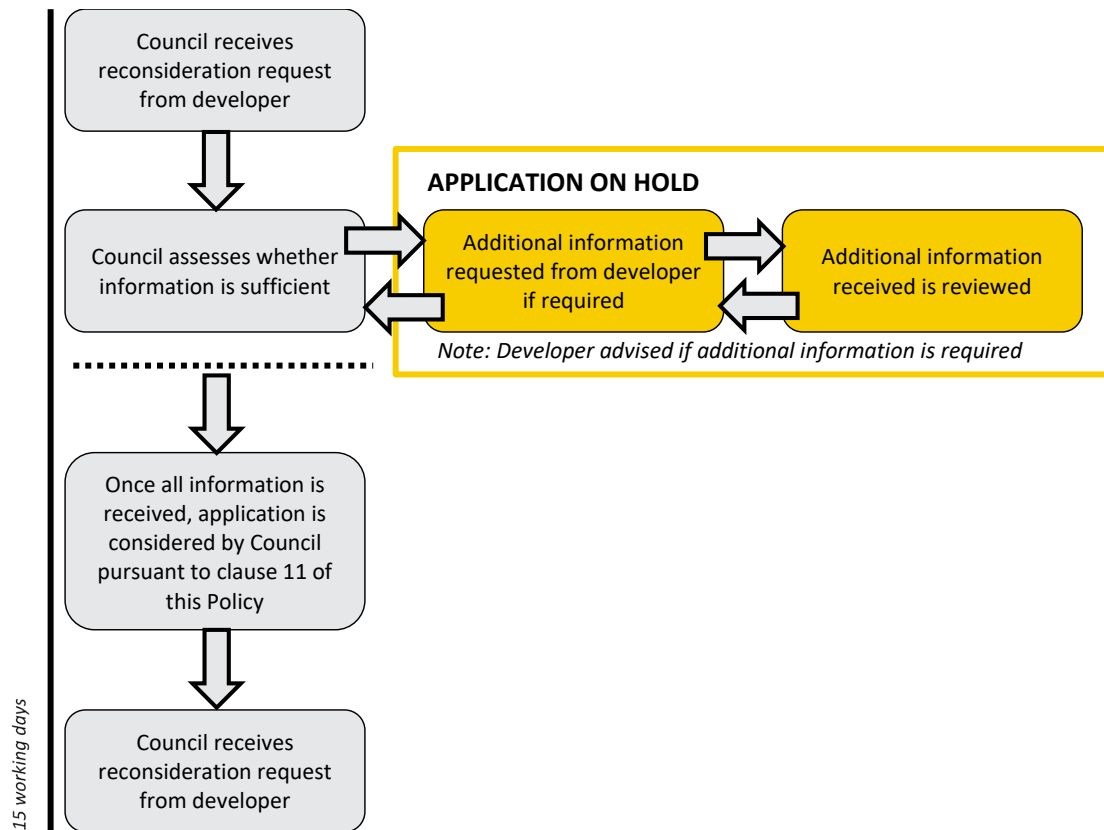 Council receives
reconsideration request
from developer
APPLICATION ON HOLD
Council assesses whether
information is sufficient
Additional information
requested from developer
if required
Additional information
received is reviewed
Note: Developer advised if additional information is required
Once all information is
received, application is
considered by Council
pursuant to clause 11 of
this Policy
Council receives
reconsideration request
from developer
15 working days